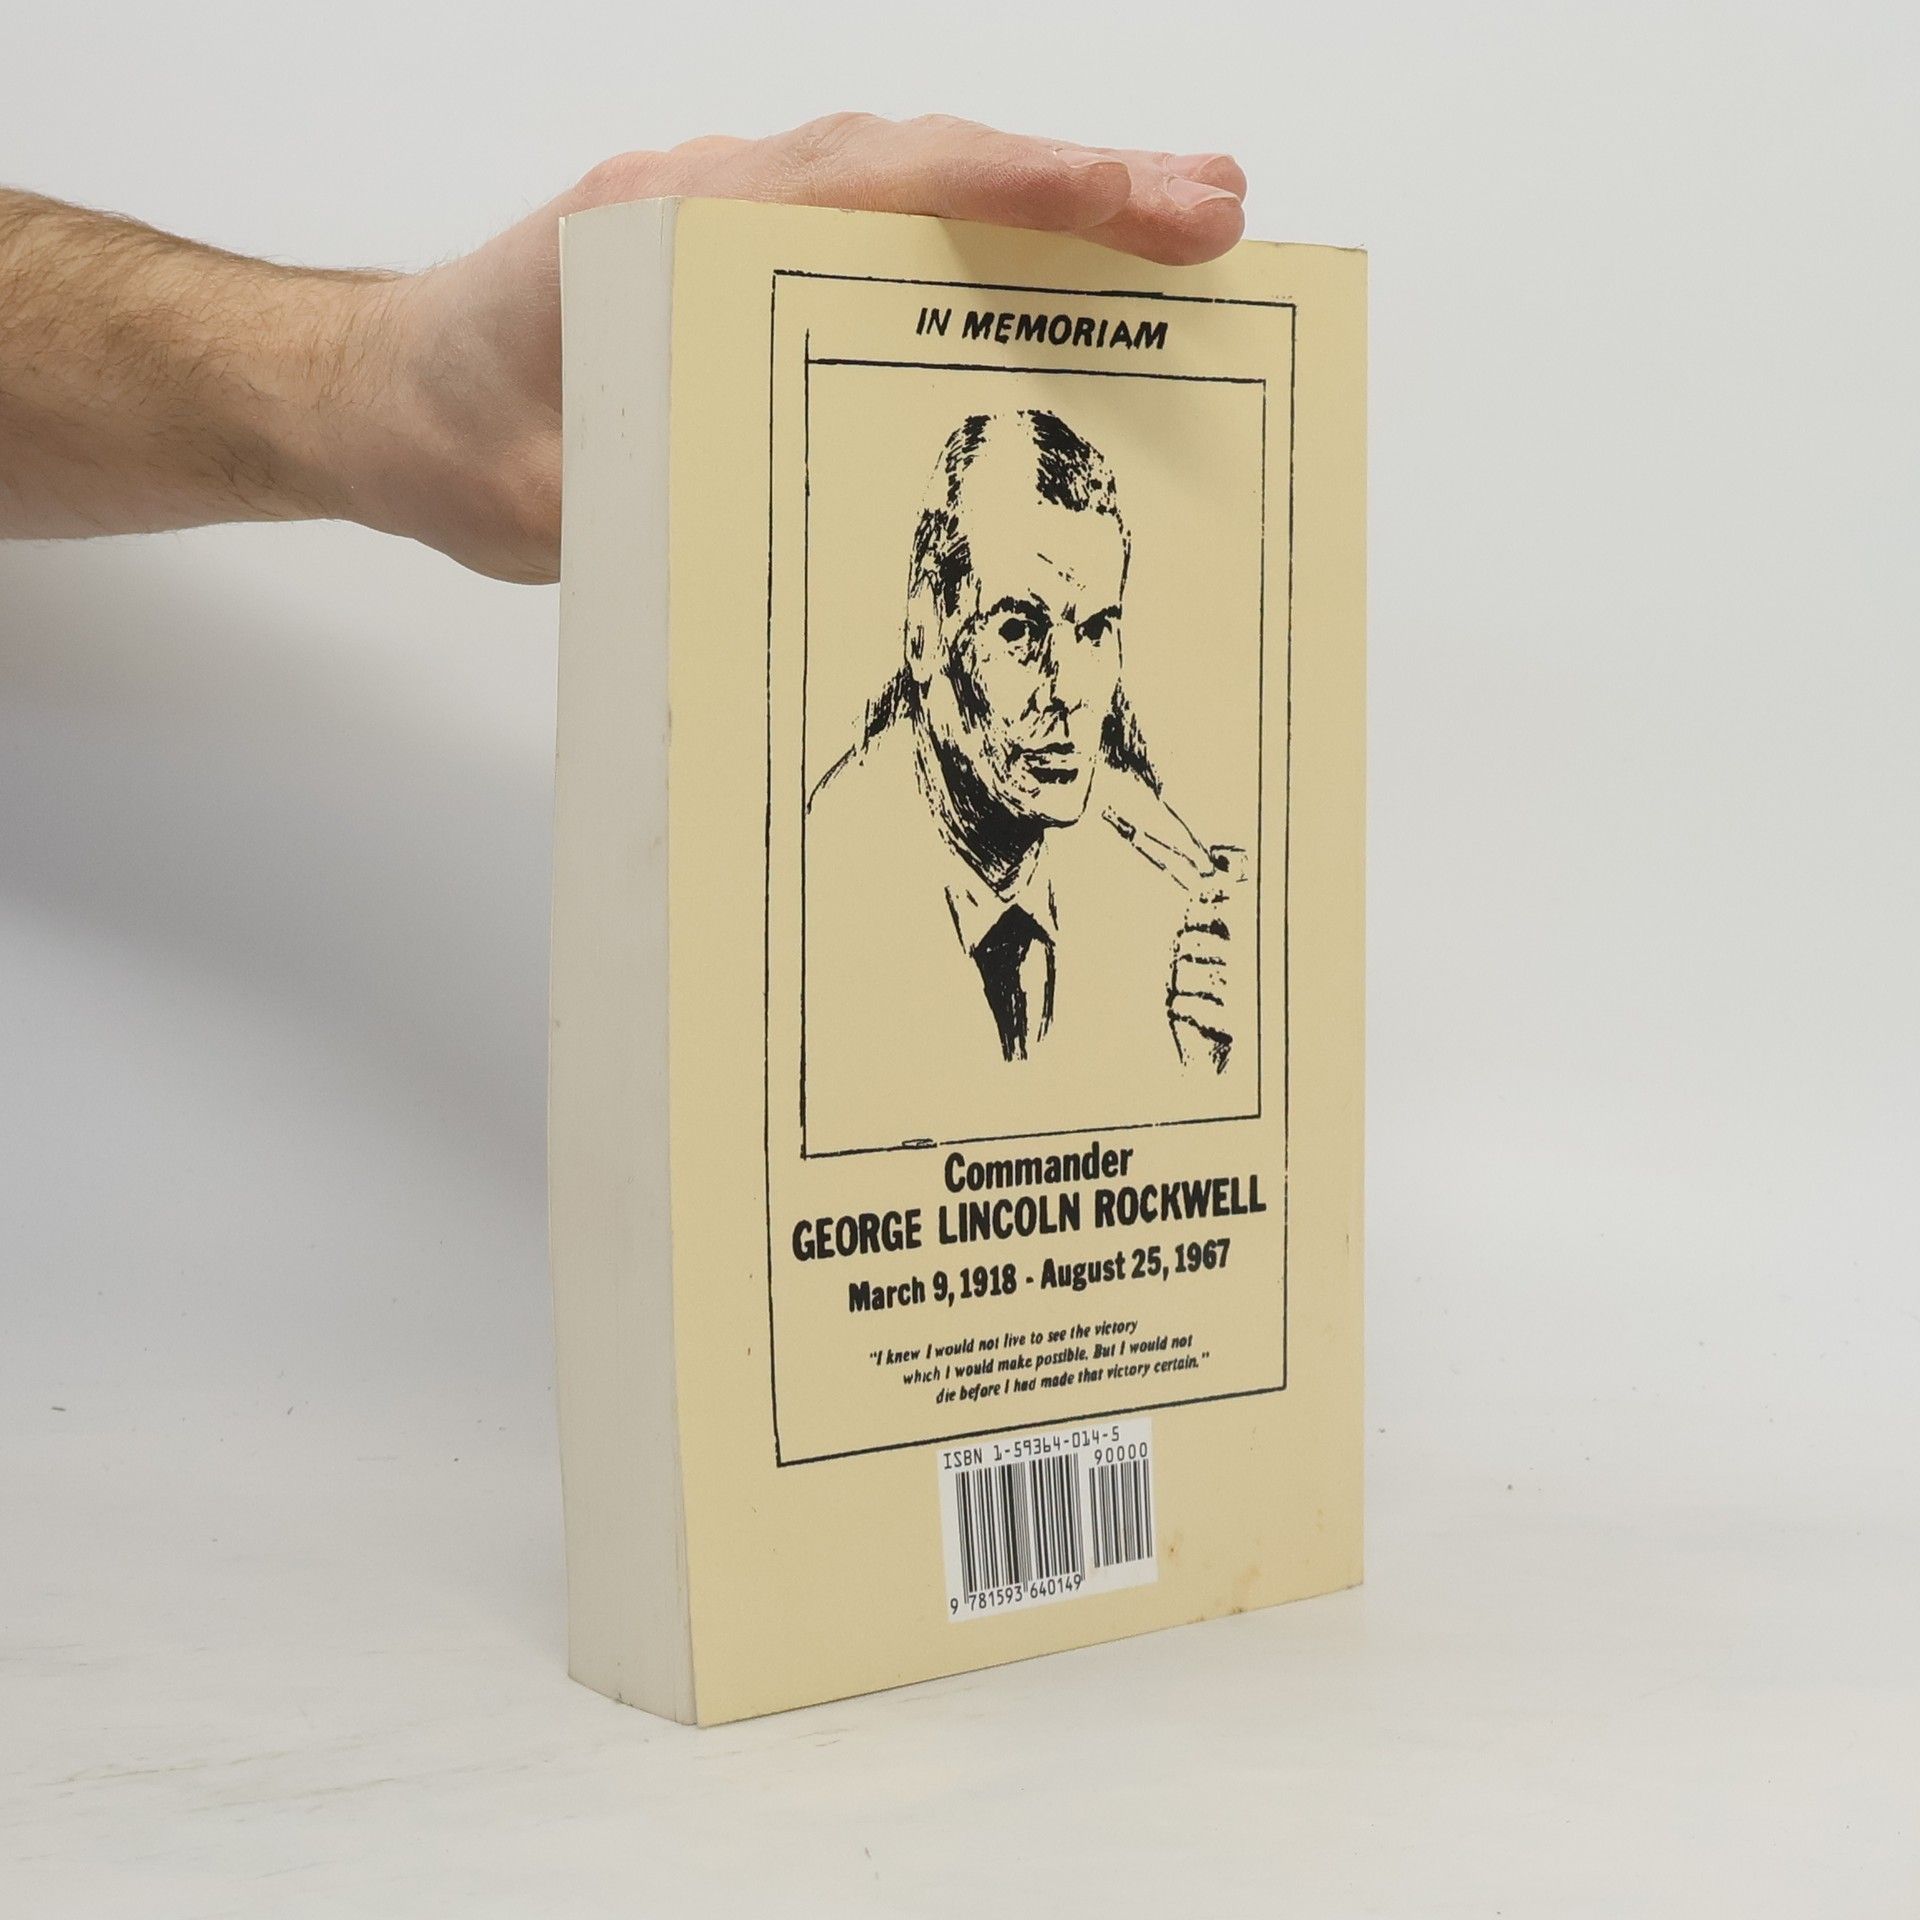 IN MEMORIAM
Commander
GEORGE LINCOLN ROCKWELL
March 9, 1918 - August 25, 1967
"I knew I would not live to see the victory
which I would make possible. But I would not
die before I had made that victory certain."
ISBN 1-59364-014-5
90000
9 781593 640149